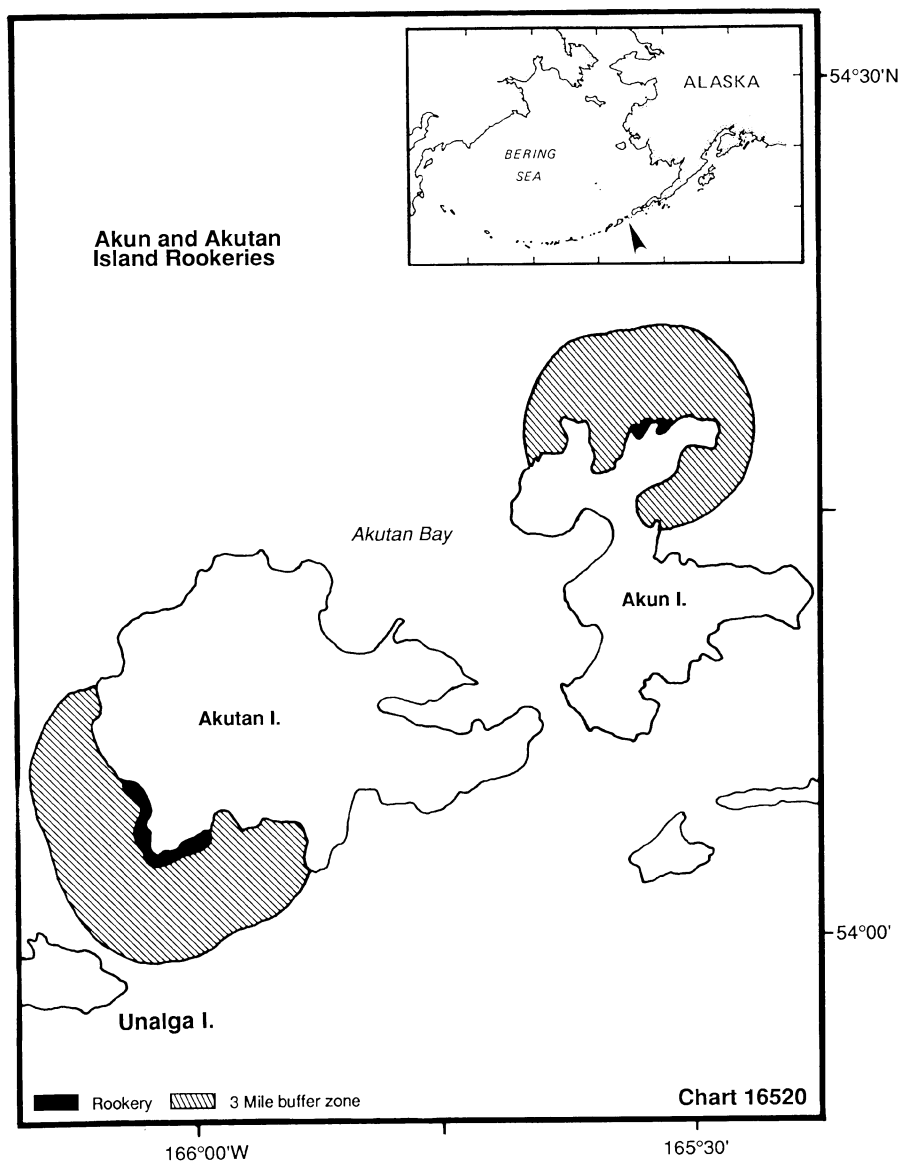 ALASKA
BERING
SEA
54°30'N
Akun and Akutan
Island Rookeries
Akutan Bay
Akun I.
Akutan I.
54°00'
Unalga I.
Rookery
3 Mile buffer zone
Chart 16520
166°00'W
165°30'